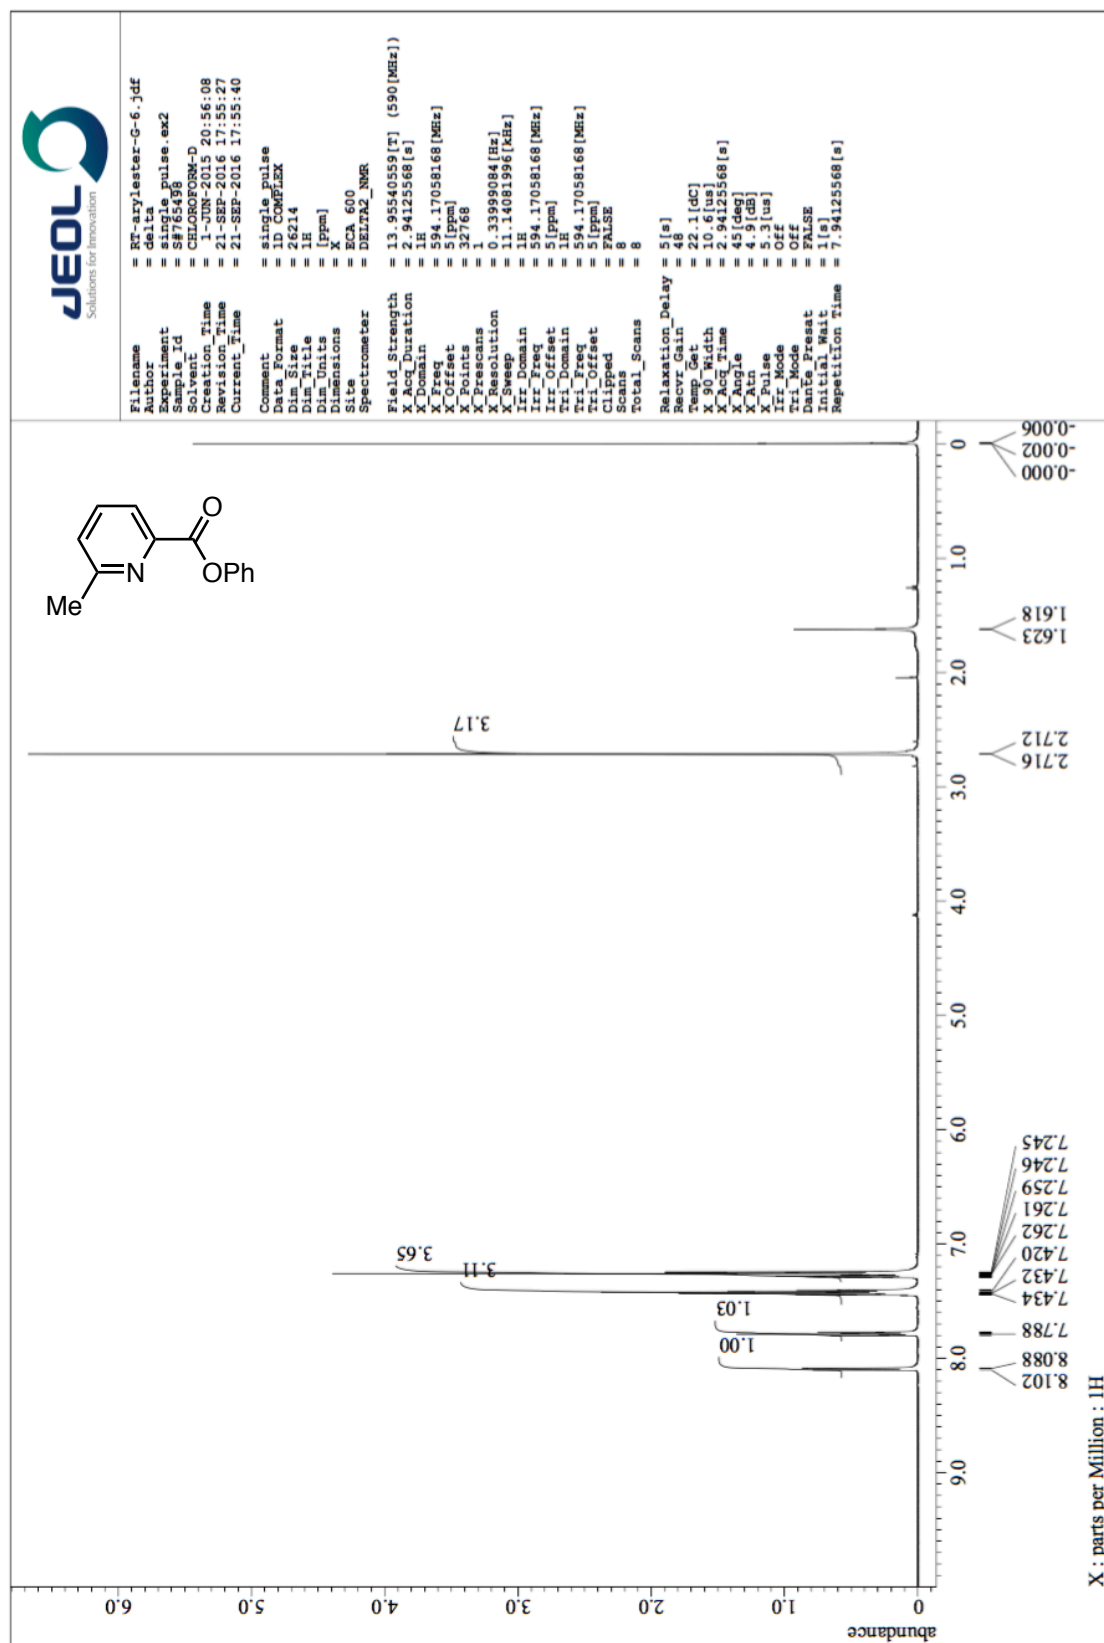 JEOL
Solutions for Innovation
Filename = RT-arylester-G-6.jdf
Author = delta
Experiment = single_pulse.ex2
Sample_Id = S#765498
Solvent = CHLOROFORM-D
Creation_Time = 1-JUN-2015 20:56:08
Revision_Time = 21-SEP-2016 17:55:27
Current_Time = 21-SEP-2016 17:55:40
Comment = single_pulse
Data_Format = 1D COMPLEX
Dim_Size = 26214
Dim_Title = 1H
Dim_Units = [ppm]
Dimensions = X
Site = ECA 600
Spectrometer = DELTA2_NMR
Field_Strength = 13.95540559[T] (590[MHz])
X_Acq_Duration = 2.94125568[s]
X_Domain = 1H
X_Freq = 594.17058168[MHz]
X_Offset = 5[ppm]
X_Points = 32768
X_Prescans = 1
X_Resolution = 0.33999084[Hz]
X_Sweep = 11.14081996[kHz]
Irr_Domain = 1H
Irr_Freq = 594.17058168[MHz]
Irr_Offset = 5[ppm]
Tri_Domain = 1H
Tri_Freq = 594.17058168[MHz]
Tri_Offset = 5[ppm]
Clipped = FALSE
Scans = 8
Total_Scans = 8
Relaxation_Delay = 5[s]
Recvr_Gain = 48
Temp_Get = 22.1[dC]
X_90_Width = 10.6[us]
X_Acq_Time = 2.94125568[s]
X_Angle = 45[deg]
X_Atn = 4.9[dB]
X_Pulse = 5.3[us]
Irr_Mode = Off
Tri_Mode = Off
Dante_Presat = FALSE
Initial_Wait = 1[s]
Repetition_Time = 7.94125568[s]
Me
N
O
OPh
3.17
3.65
3.11
1.03
1.00
abundance
0 1.0 2.0 3.0 4.0 5.0 6.0
9.0 8.0 7.0 6.0 5.0 4.0 3.0 2.0 1.0 0
8.102
8.088
7.788
7.434
7.432
7.420
7.262
7.261
7.259
7.246
7.245
2.716
2.712
1.623
1.618
-0.000
-0.002
-0.006
X : parts per Million : 1H